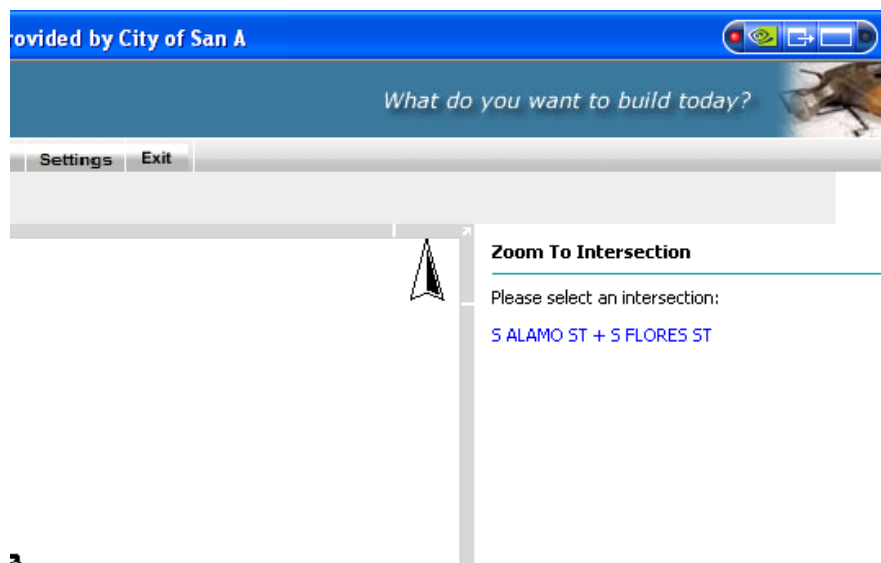 rovided by City of San A
What do you want to build today?
Settings Exit
Zoom To Intersection
Please select an intersection:
S ALAMO ST + S FLORES ST